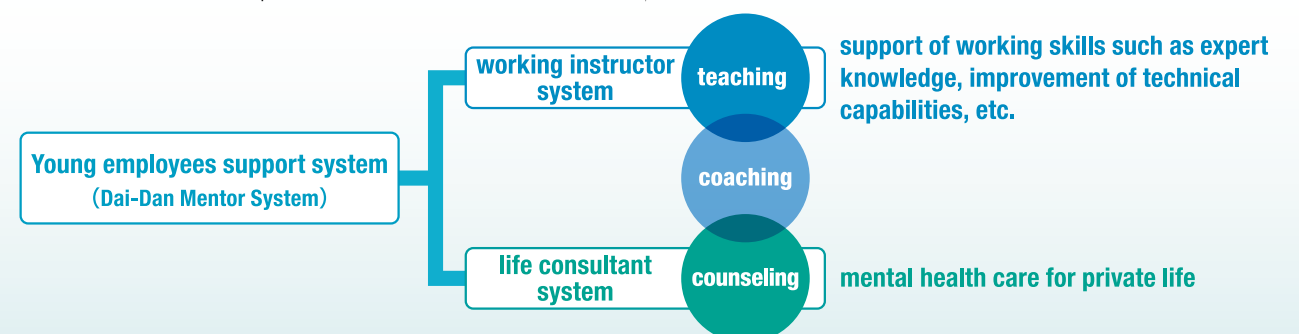 Young employees support system
(Dai-Dan Mentor System)
working instructor
system
teaching
support of working skills such as expert
knowledge, improvement of technical
capabilities, etc.
coaching
life consultant
system
counseling
mental health care for private life